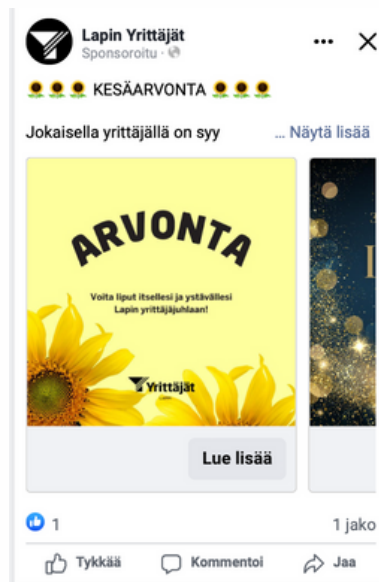 Lapin Yrittäjät
Sponsoroitu ·
🌻🌻🌻 KESÄARVONTA 🌻🌻🌻
Jokaisella yrittäjällä on syy ... Näytä lisää
ARVONTA
Voita liput itsellesi ja ystävällesi
Lapin yrittäjäjuhlaan!
Yrittäjät
Lue lisää
1 1 jako
Tykkää Kommentoi Jaa